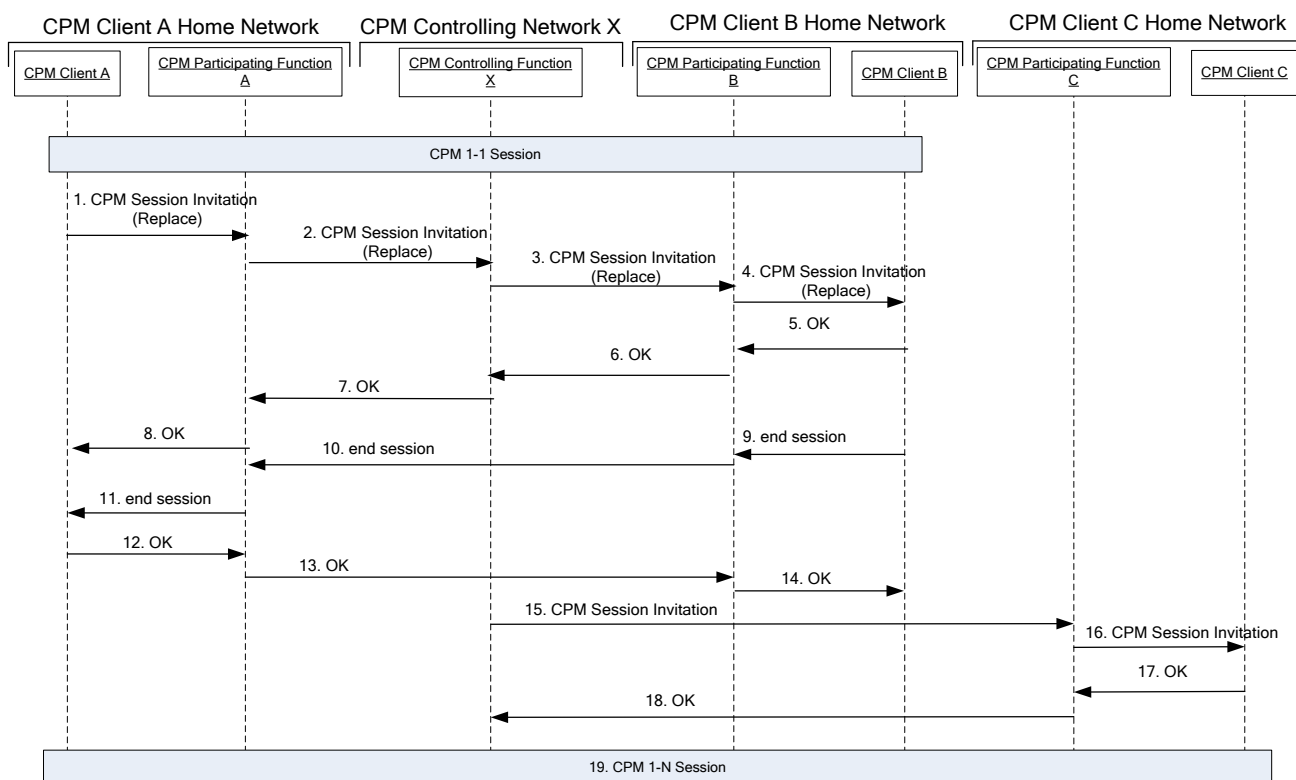 CPM Client A Home Network
CPM Controlling Network X
CPM Client B Home Network
CPM Client C Home Network
CPM Client A
CPM Participating Function
A
CPM Controlling Function
X
CPM Participating Function
B
CPM Client B
CPM Participating Function
C
CPM Client C
CPM 1-1 Session
1. CPM Session Invitation
(Replace)
2. CPM Session Invitation
(Replace)
3. CPM Session Invitation
(Replace)
4. CPM Session Invitation
(Replace)
5. OK
6. OK
7. OK
8. OK
9. end session
10. end session
11. end session
12. OK
13. OK
14. OK
15. CPM Session Invitation
16. CPM Session Invitation
17. OK
18. OK
19. CPM 1-N Session